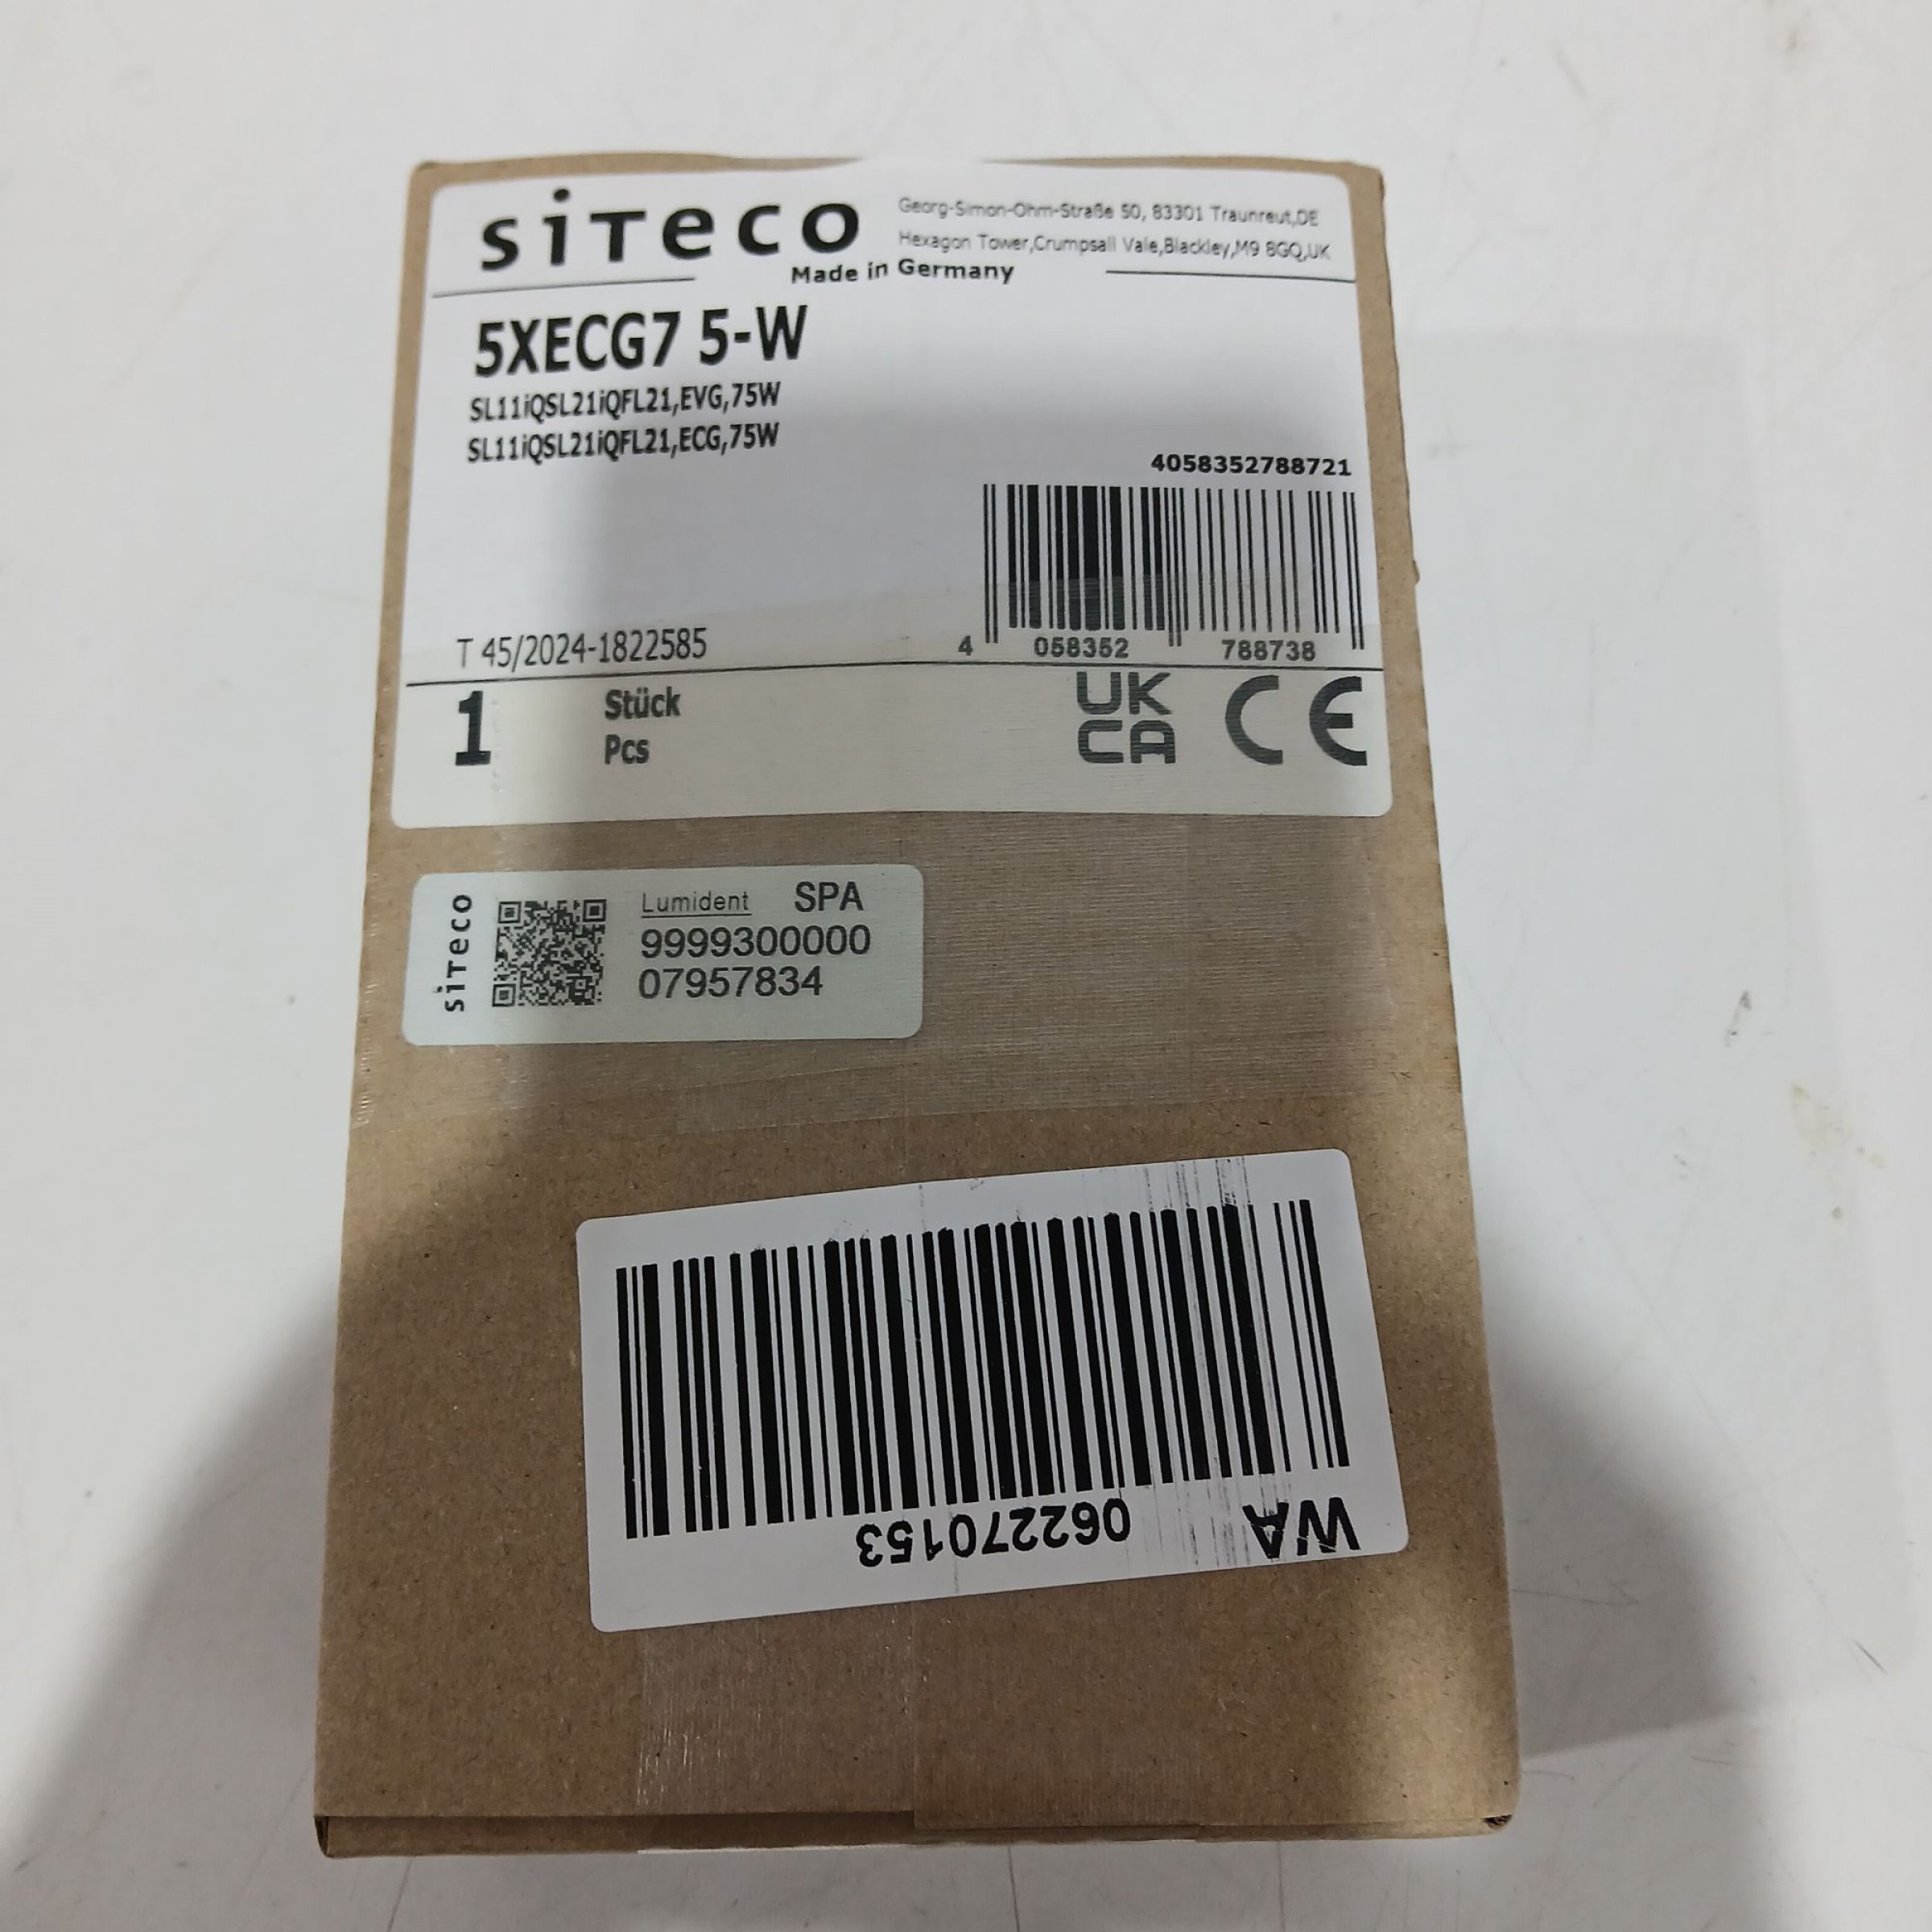 siteco
Georg-Simon-Ohm-Straße 50, 83301 Traunreut,DE
Hexagon Tower,Crumpsall Vale,Blackley,M9 8GQ,UK
Made in Germany
5XECG7 5-W
SL11iQSL21iQFL21,EVG,75W
SL11iQSL21iQFL21,ECG,75W
4058352788721
4 058352 788738
T 45/2024-1822585
1 Stück
Pcs
UK
CA CE
siteco
Lumident SPA
9999300000
07957834
WA 062270153